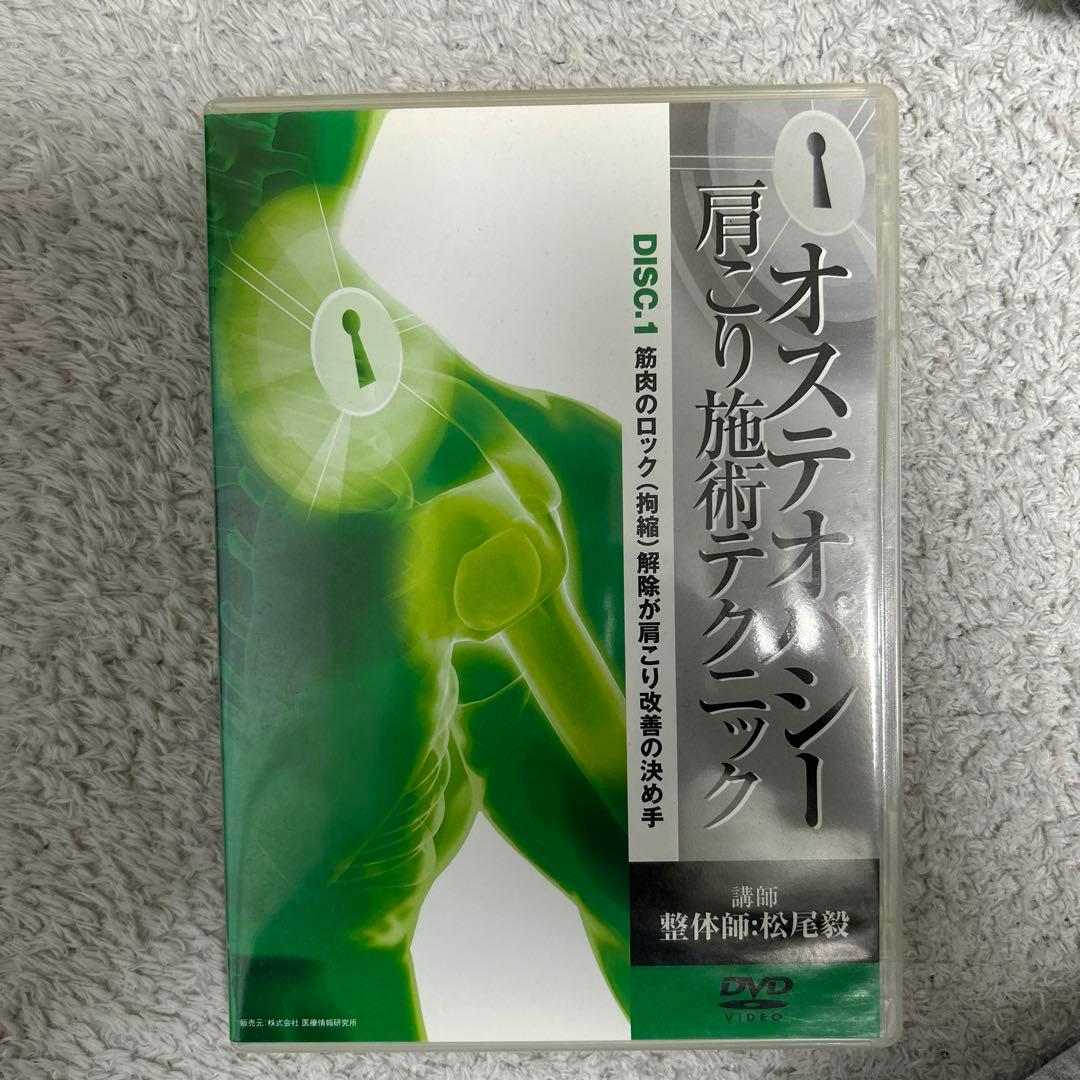 オステオパシー
肩こり施術テクニック
DISC.1 筋肉のロック(拘縮)解除が肩こり改善の決め手
講師
整体師:松尾毅
DVD
VIDEO
販売元:株式会社 医療情報研究所